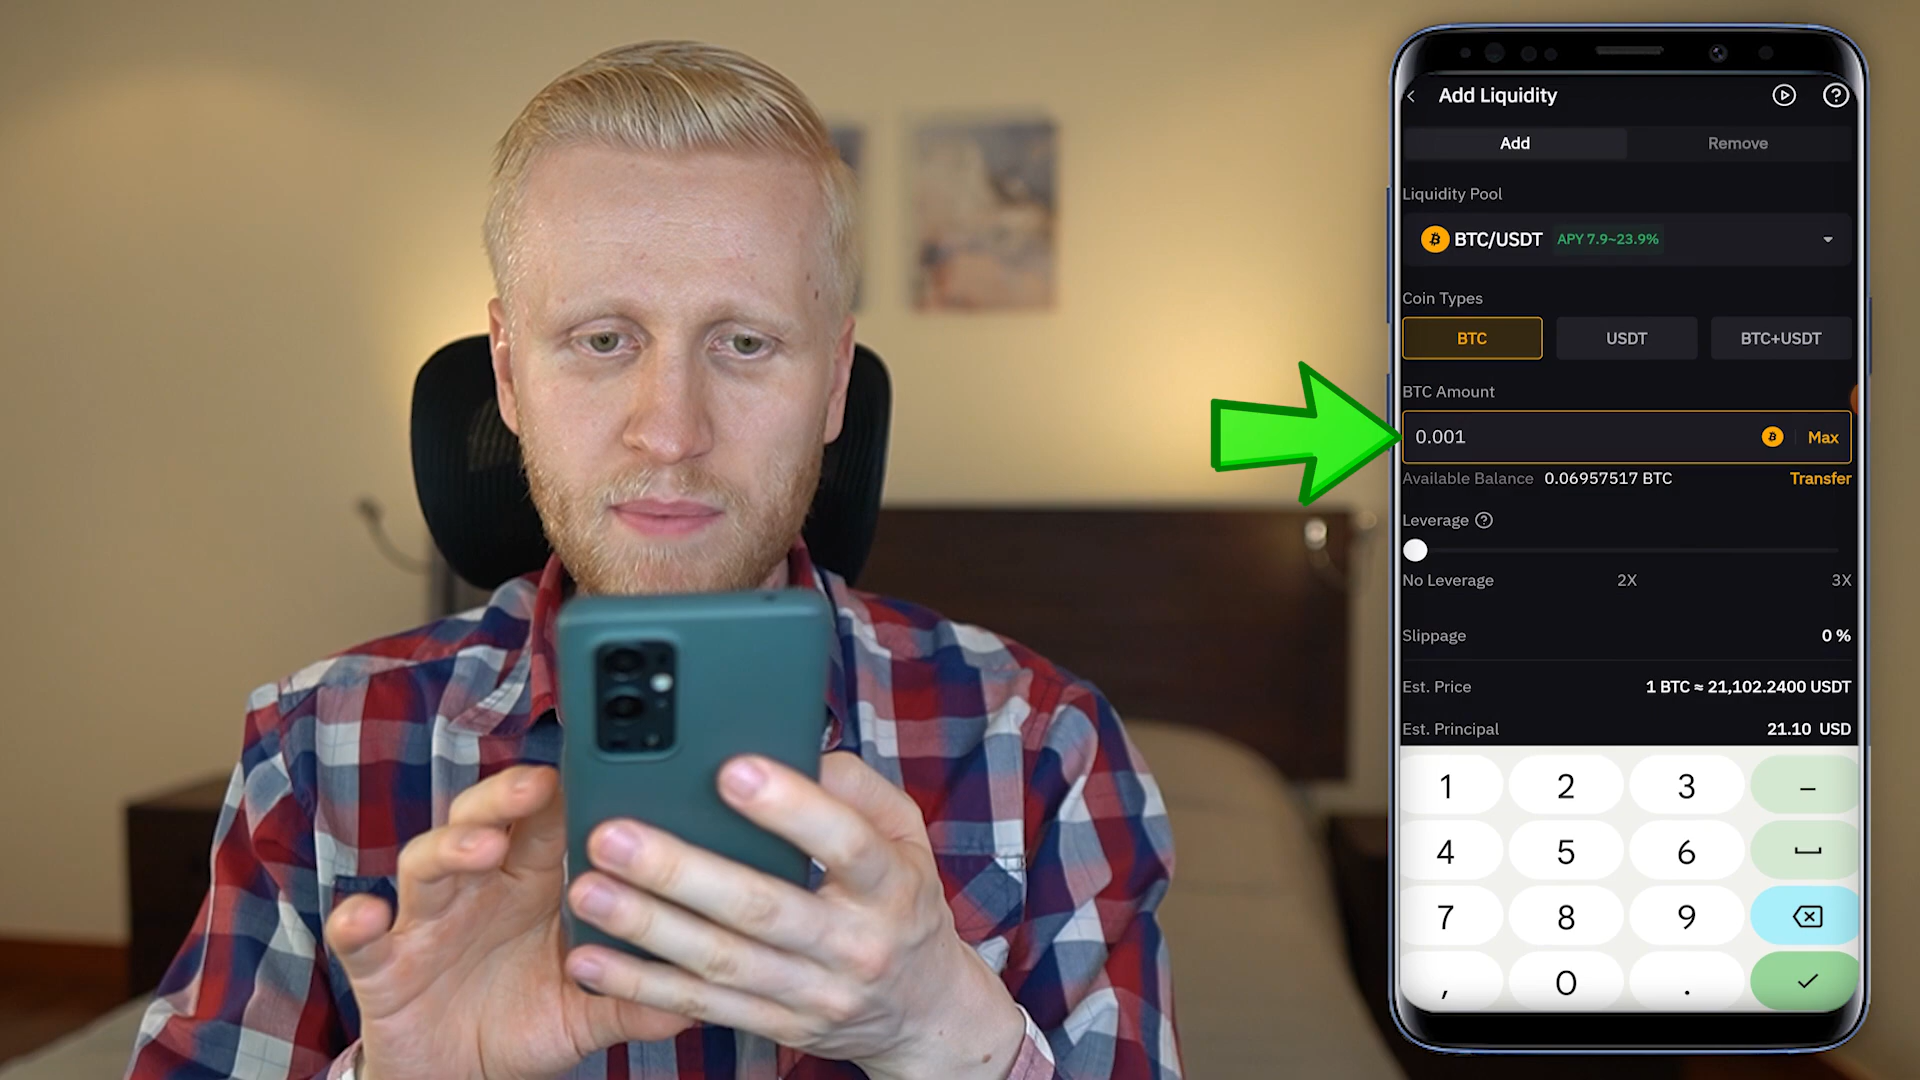 Add Liquidity
Add Remove
Liquidity Pool
BTC/USDT APY 7.9~23.9%
Coin Types
BTC USDT BTC+USDT
BTC Amount
0.001 Max
Available Balance 0.06957517 BTC Transfer
Leverage ?
No Leverage 2X 3X
Slippage 0 %
Est. Price 1 BTC ≈ 21,102.2400 USDT
Est. Principal 21.10 USD
1 2 3 –
4 5 6
7 8 9
, 0 .